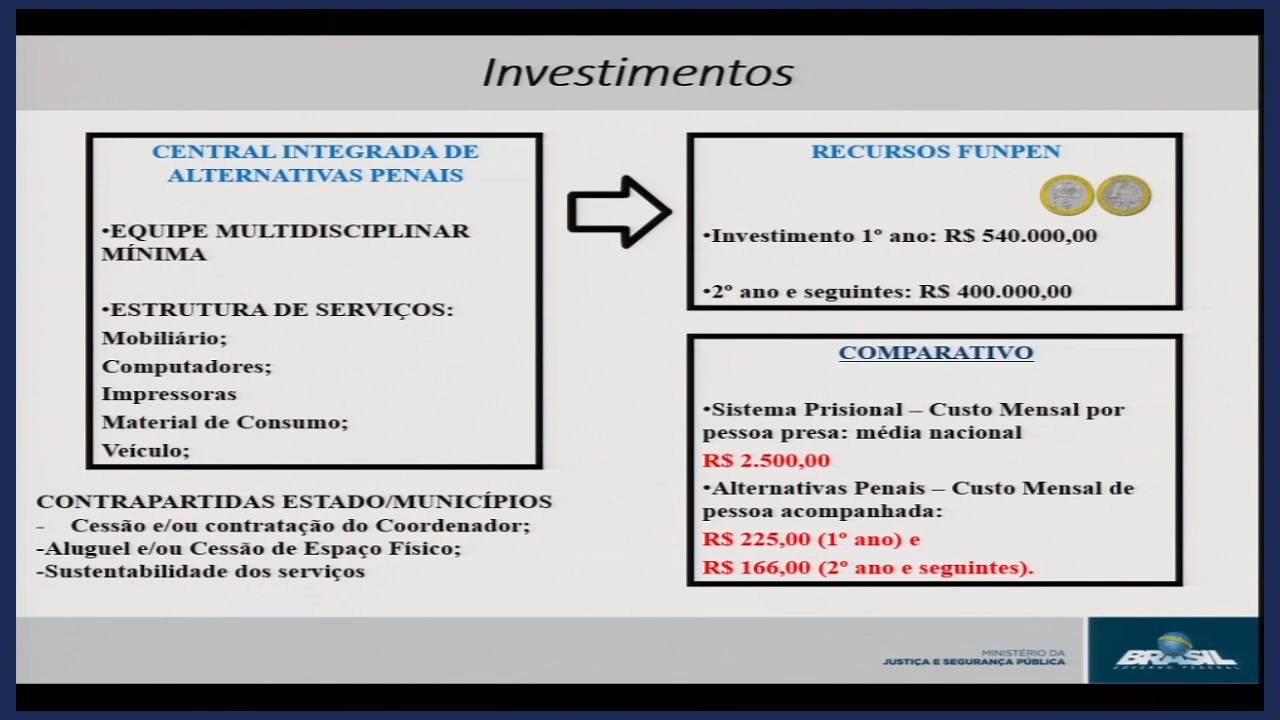 Investimentos
CENTRAL INTEGRADA DE
ALTERNATIVAS PENAIS
•EQUIPE MULTIDISCIPLINAR
MÍNIMA
•ESTRUTURA DE SERVIÇOS:
Mobiliário;
Computadores;
Impressoras
Material de Consumo;
Veículo;
CONTRAPARTIDAS ESTADO/MUNICÍPIOS
- Cessão e/ou contratação do Coordenador;
-Aluguel e/ou Cessão de Espaço Físico;
-Sustentabilidade dos serviços
RECURSOS FUNPEN
•Investimento 1º ano: R$ 540.000,00
•2º ano e seguintes: R$ 400.000,00
COMPARATIVO
•Sistema Prisional – Custo Mensal por
pessoa presa: média nacional
R$ 2.500,00
•Alternativas Penais – Custo Mensal de
pessoa acompanhada:
R$ 225,00 (1º ano) e
R$ 166,00 (2º ano e seguintes).
MINISTÉRIO DA
JUSTIÇA E SEGURANÇA PÚBLICA
BRASIL
GOVERNO FEDERAL